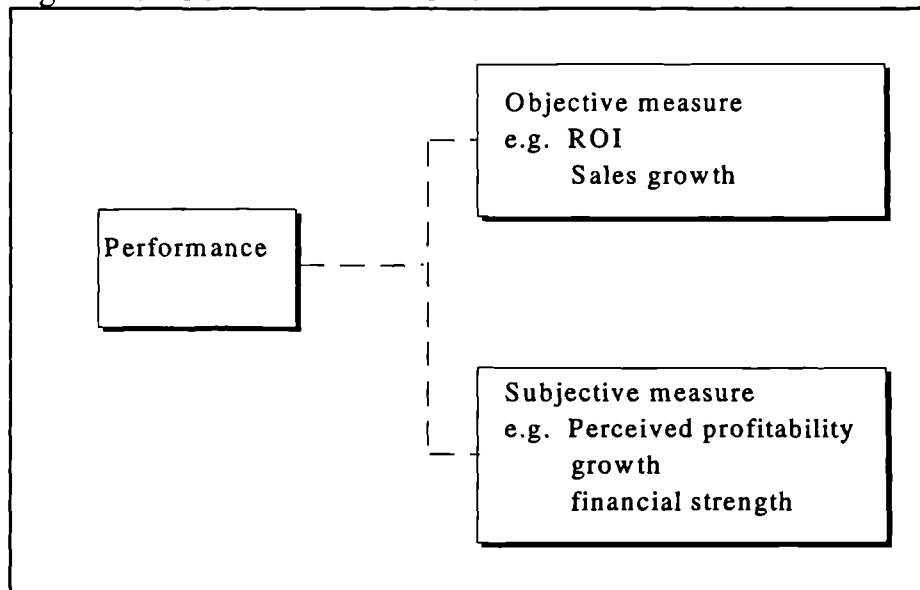 Performance
Objective measure
e.g. ROI
Sales growth
Subjective measure
e.g. Perceived profitability
growth
financial strength